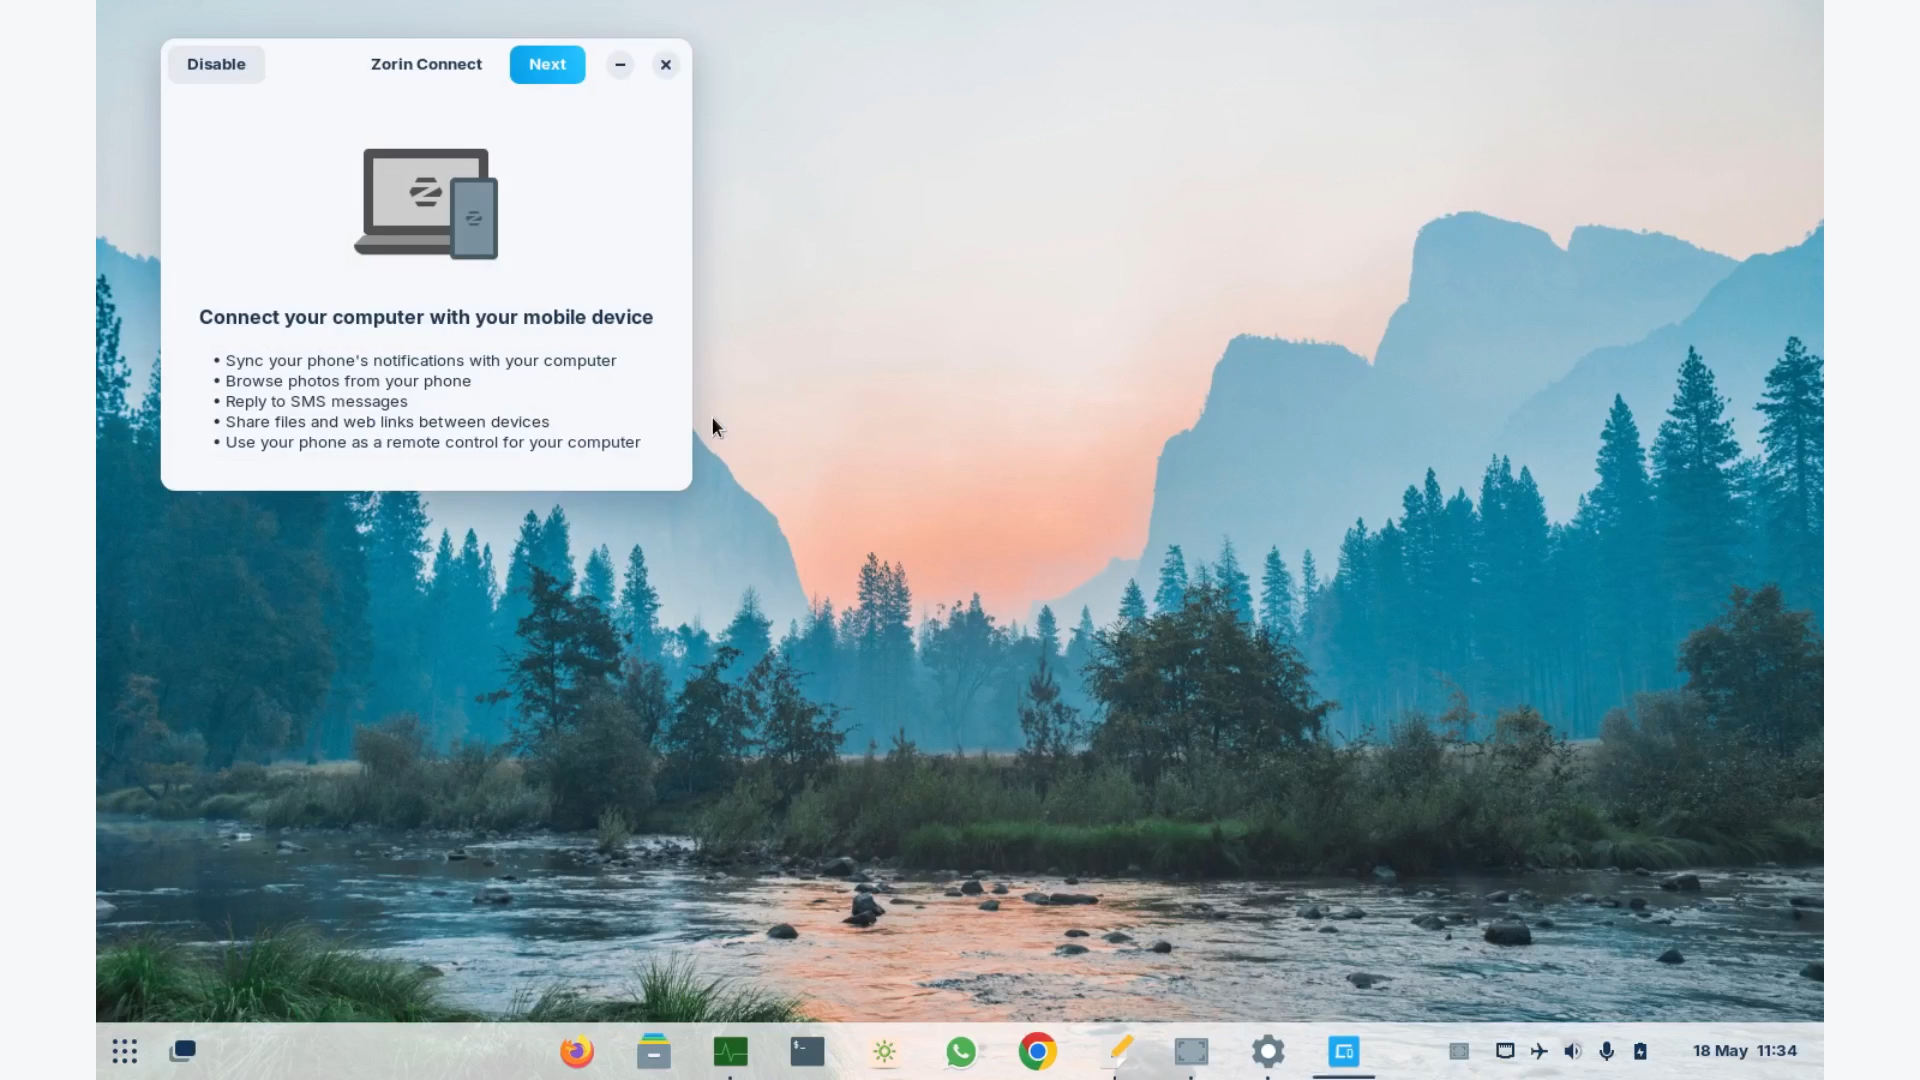 Disable
Zorin Connect
Next
Connect your computer with your mobile device
• Sync your phone's notifications with your computer
• Browse photos from your phone
• Reply to SMS messages
• Share files and web links between devices
• Use your phone as a remote control for your computer
$-
18 May 11:34